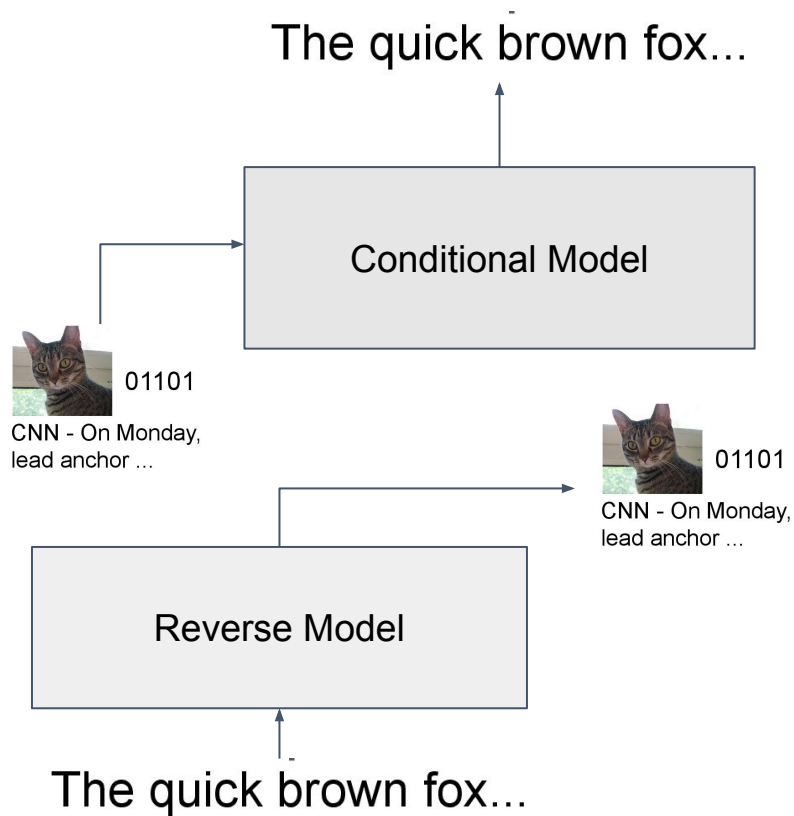 The quick brown fox...
Conditional Model
01101
CNN - On Monday,
lead anchor ...
01101
CNN - On Monday,
lead anchor ...
Reverse Model
The quick brown fox...